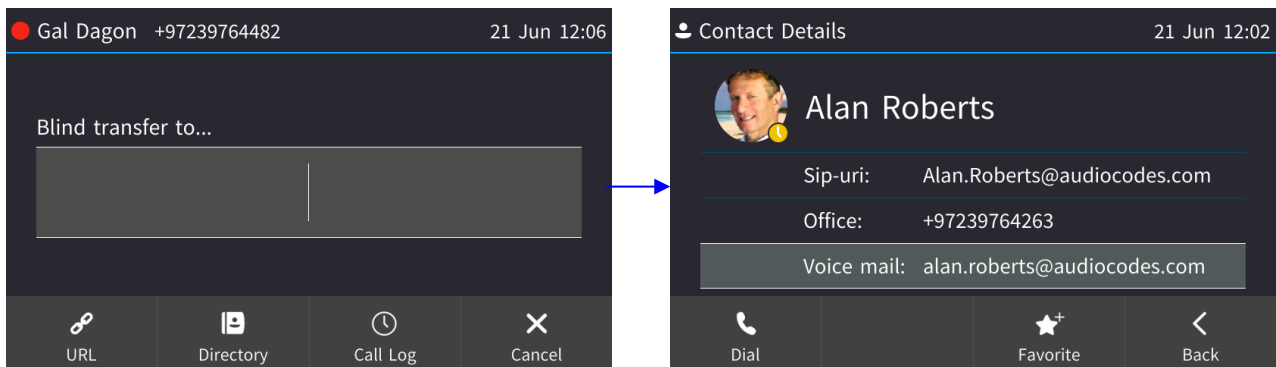 Gal Dagon +97239764482 21 Jun 12:06
Blind transfer to...
URL Directory Call Log Cancel
Contact Details 21 Jun 12:02
Alan Roberts
Sip-uri: Alan.Roberts@audiocodes.com
Office: +97239764263
Voice mail: alan.roberts@audiocodes.com
Dial Favorite Back